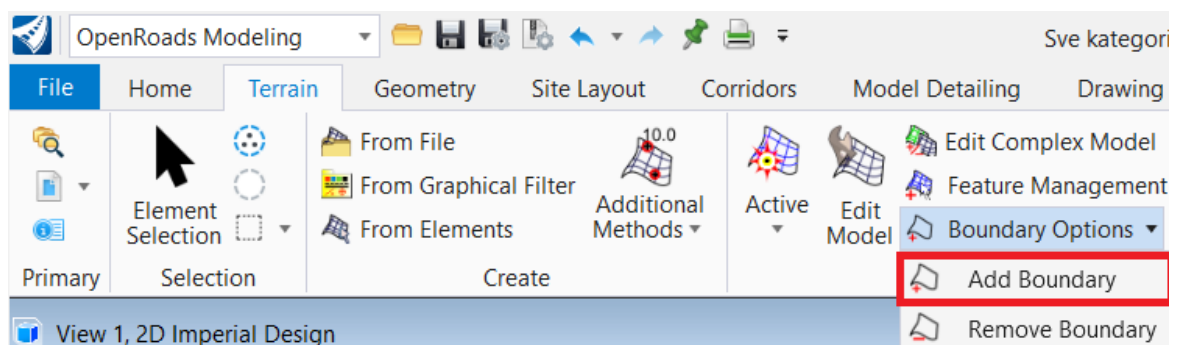 OpenRoads Modeling
Sve kategori
File Home Terrain Geometry Site Layout Corridors Model Detailing Drawing
From File
10.0
Edit Complex Model
From Graphical Filter
Feature Management
Element
Selection
Additional
Methods
Active
Edit
Model
From Elements
Boundary Options
Primary Selection Create
Add Boundary
View 1, 2D Imperial Design
Remove Boundary